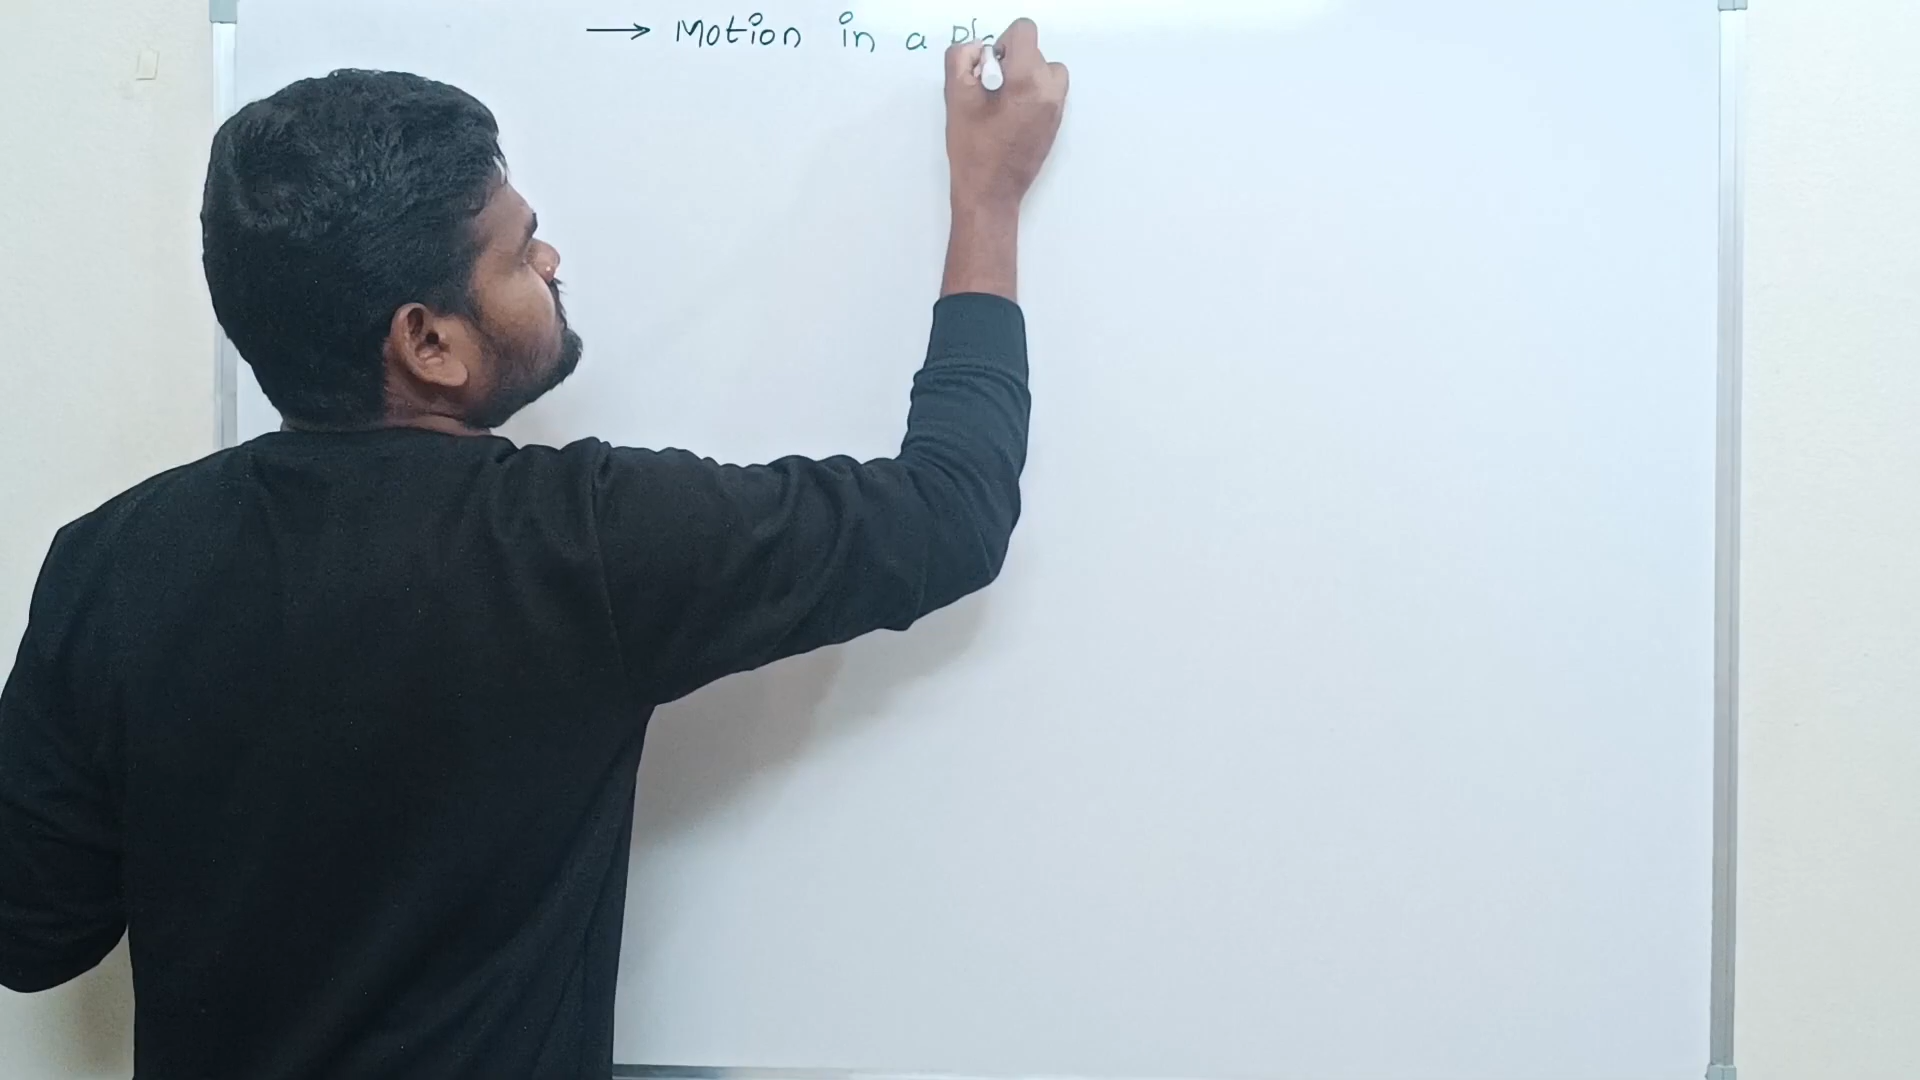 → Motion in a